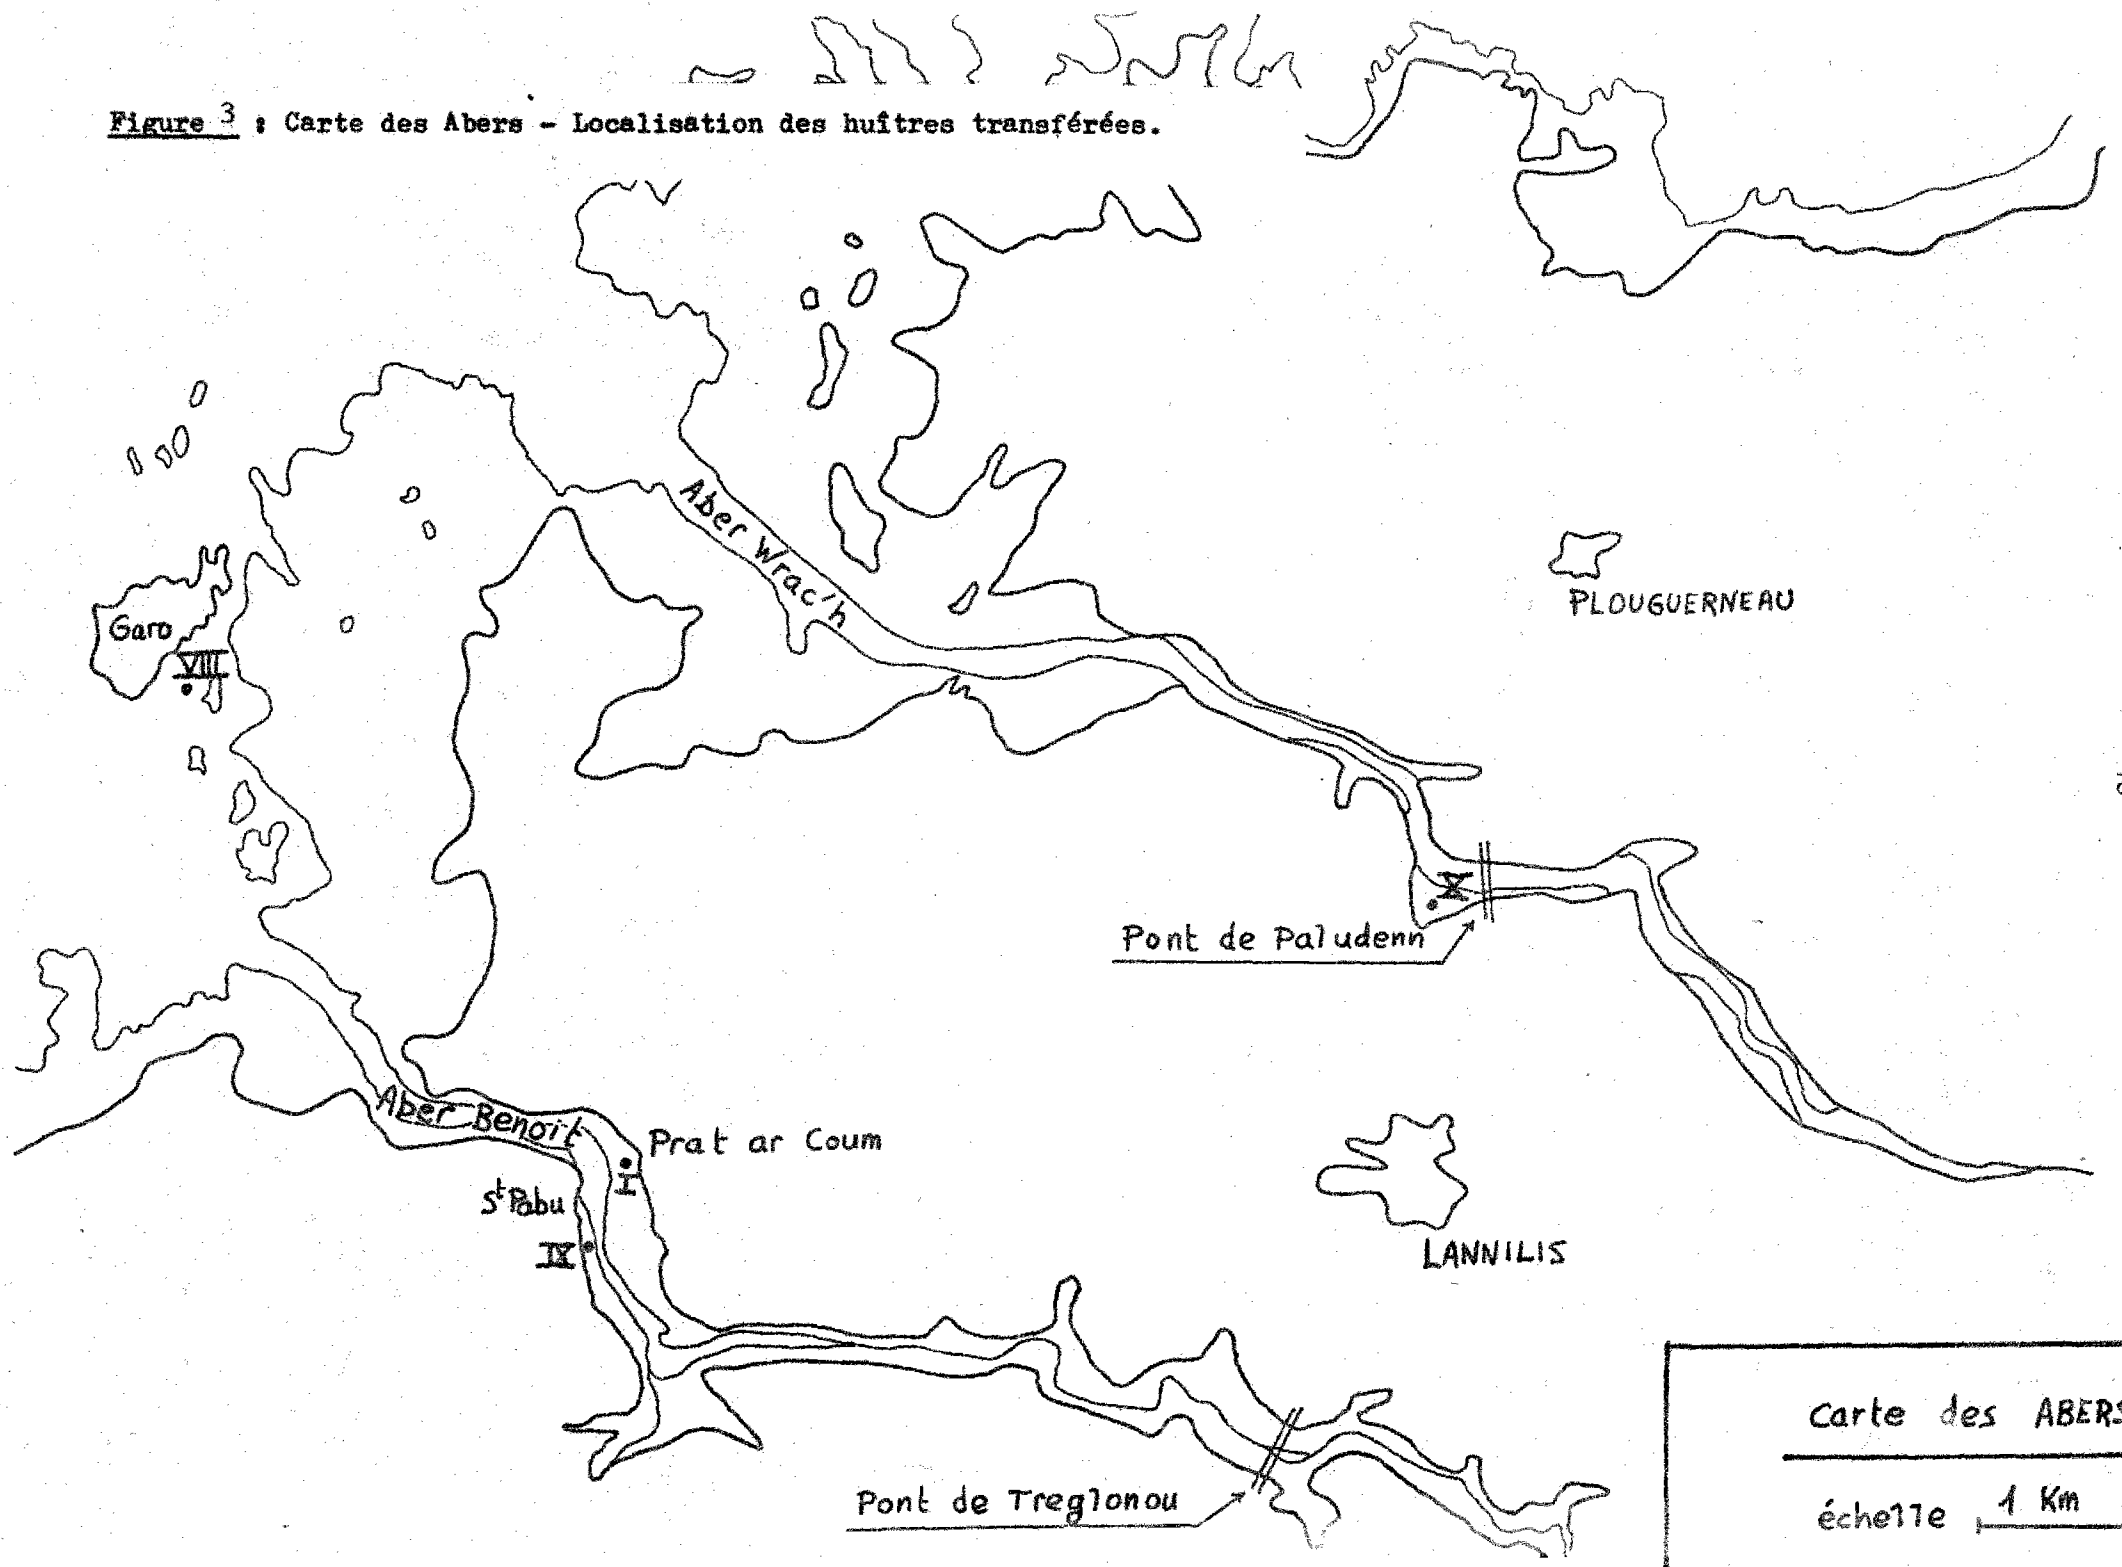 Figure 3 : Carte des Abers - Localisation des huîtres transférées.
Aber Wrac'h
PLOUGUERNEAU
Garo
VIII
X
Pont de Paludenn
Aber Benoît
Prat ar Coum
I
St Pabu
IX
LANNILIS
Carte des ABERS
Pont de Treglonou
échelle 1 Km